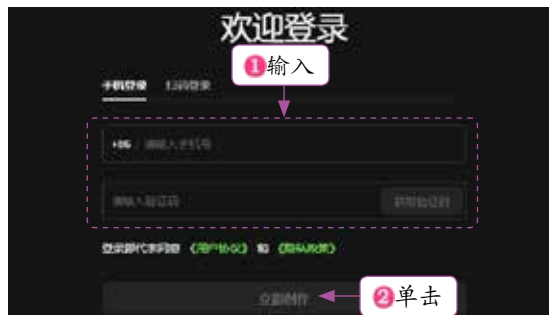 欢迎登录
❶输入
手机登录 扫码登录
+86 请输入手机号
请输入验证码 获取验证码
登录即代表同意 《用户协议》 和 《隐私政策》
立即创作 ❷单击